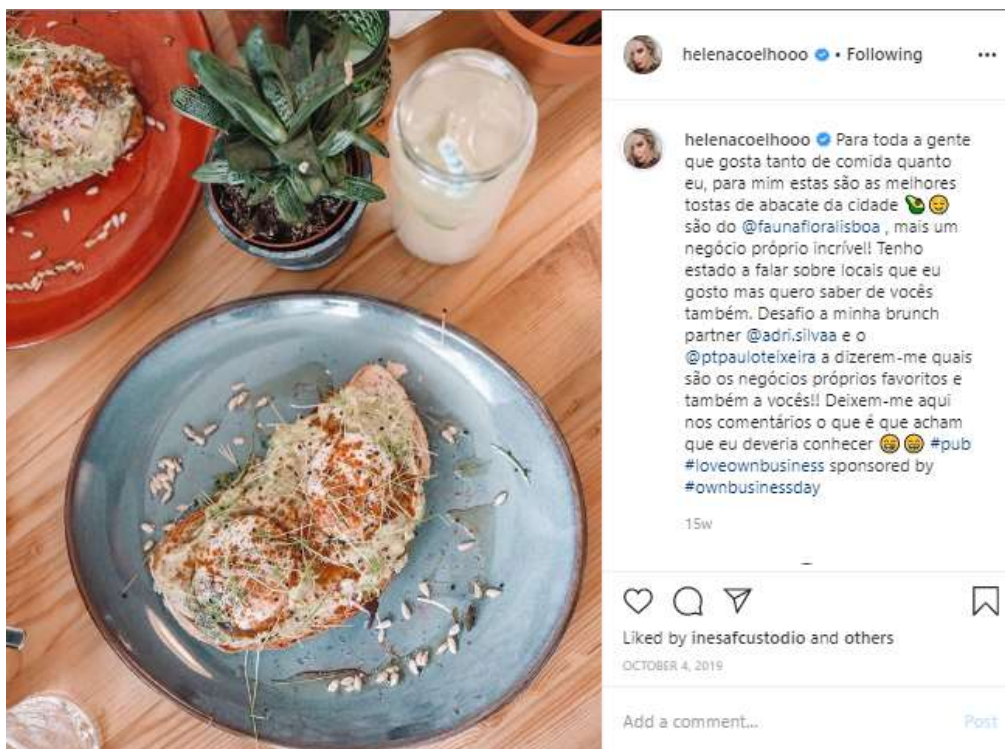 helenacoelhooo • Following
helenacoelhooo Para toda a gente
que gosta tanto de comida quanto
eu, para mim estas são as melhores
tostas de abacate da cidade 🥑😋
são do @faunafloralisboa , mais um
negócio próprio incrível! Tenho
estado a falar sobre locais que eu
gosto mas quero saber de vocês
também. Desafio a minha brunch
partner @adri.silvaa e o
@ptpauloteixeira a dizerem-me quais
são os negócios próprios favoritos e
também a vocês!! Deixem-me aqui
nos comentários o que é que acham
que eu deveria conhecer 😁😁 #pub
#loveownbusiness sponsored by
#ownbusinessday
15w
Liked by inesafcustodio and others
OCTOBER 4, 2019
Add a comment... Post